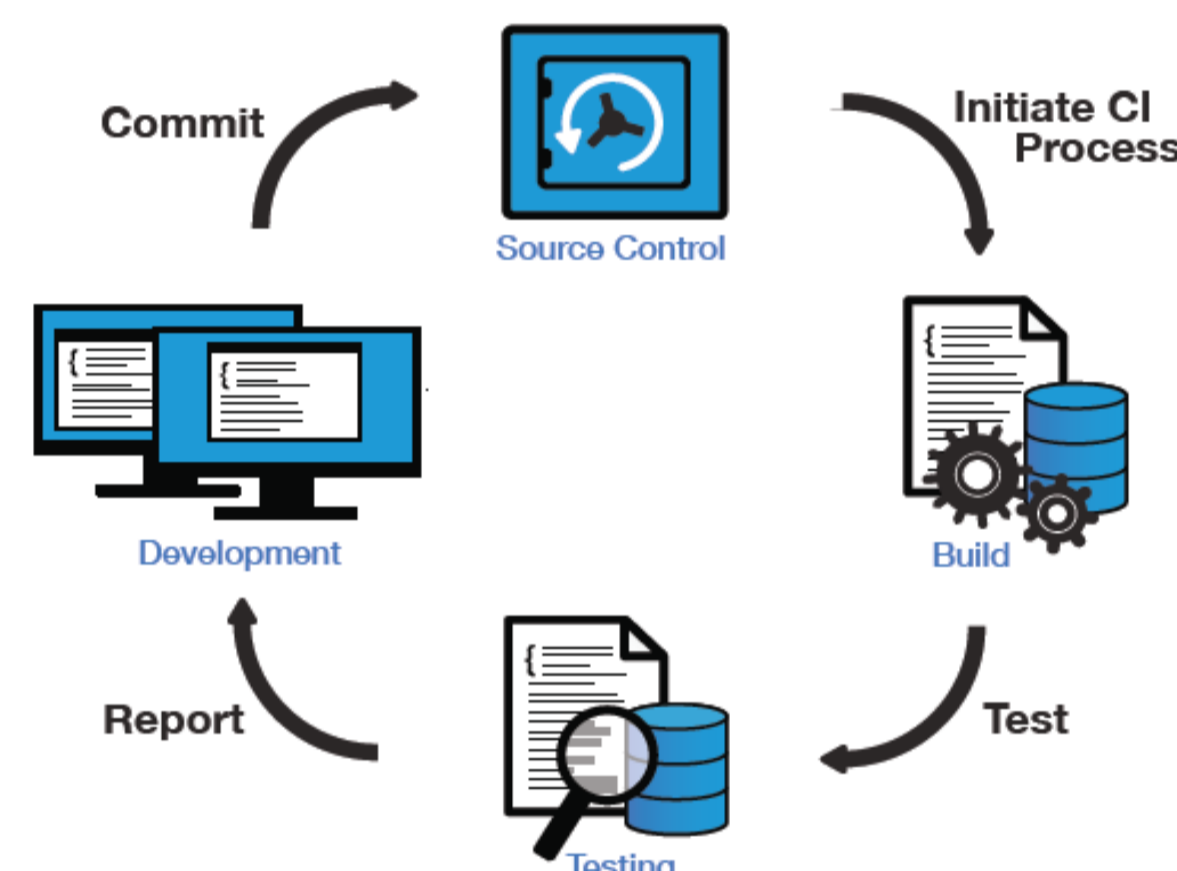 Commit
Initiate CI
Process
Source Control
{
{
{
Development
Build
{
Report
Test
Testing